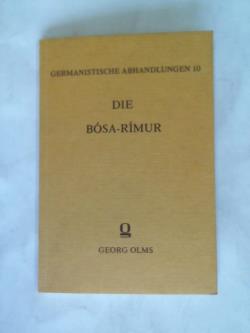 GERMANISTISCHE ABHANDLUNGEN 10
DIE
BÓSA-RÍMUR
GEORG OLMS